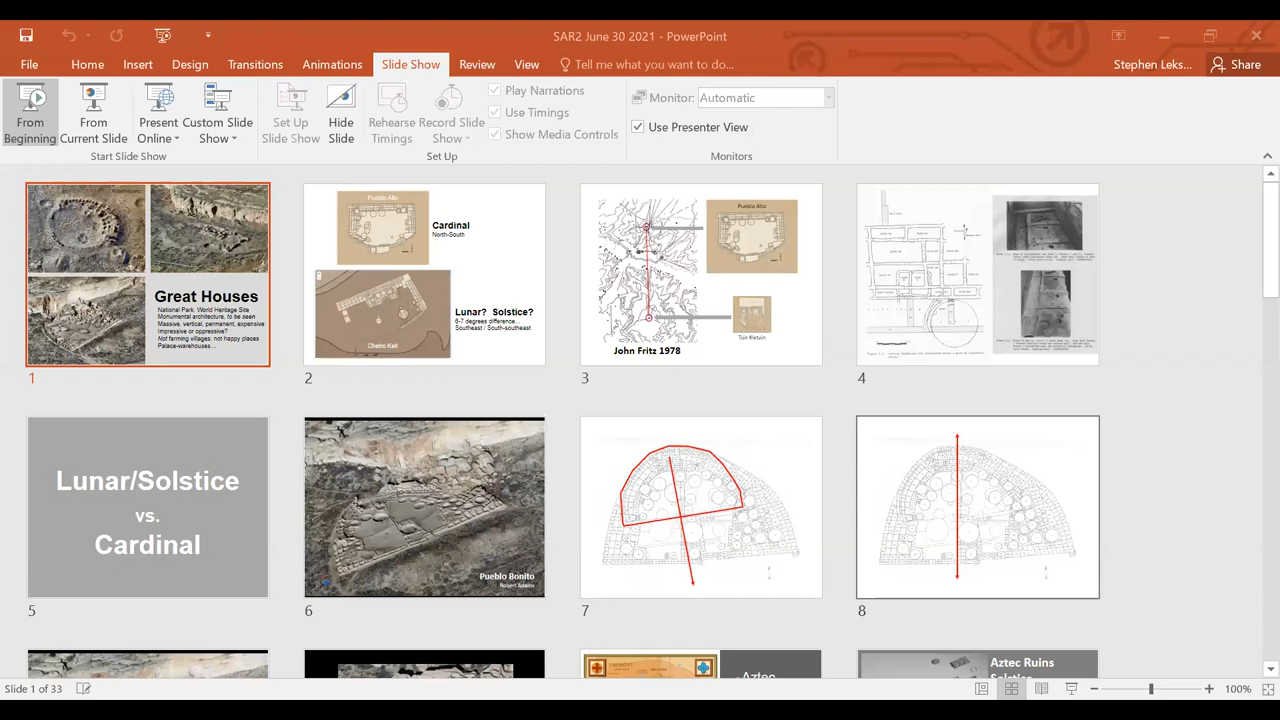 SAR2 June 30 2021 - PowerPoint
File Home Insert Design Transitions Animations Slide Show Review View Tell me what you want to do... Stephen Leks... Share
From Beginning
From Current Slide
Present Online
Custom Slide Show
Set Up Slide Show
Hide Slide
Rehearse Timings
Record Slide Show
Play Narrations
Use Timings
Show Media Controls
Monitor: Automatic
Use Presenter View
Start Slide Show
Set Up
Monitors
Great Houses
National Park, World Heritage Site
Monumental architecture, to be seen
Massive, vertical, permanent, expensive
Impressive or oppressive?
Not farming villages; not happy places
Palace-warehouses...
1
Pueblo Alto
Cardinal
North-South
Lunar? Solstice?
6-7 degrees difference...
Southeast / South-southeast
Chetro Ketl
2
Pueblo Alto
Tsin Kletzin
John Fritz 1978
3
4
Lunar/Solstice
vs.
Cardinal
5
Pueblo Bonito
Robert Adams
6
7
8
Aztec
Aztec Ruins
Solstice
Slide 1 of 33
100%